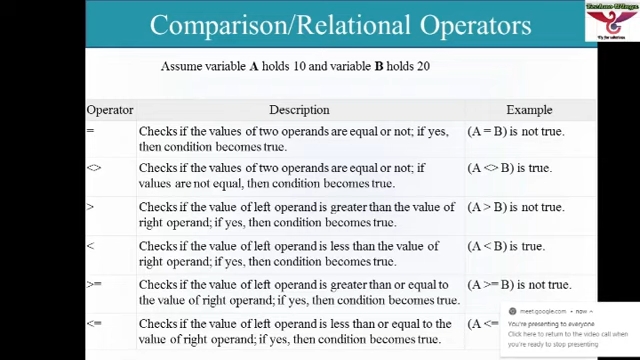 Comparison/Relational Operators
Assume variable A holds 10 and variable B holds 20
Operator Description Example
= Checks if the values of two operands are equal or not; if yes, (A = B) is not true.
then condition becomes true.
<> Checks if the values of two operands are equal or not; if (A <> B) is true.
values are not equal, then condition becomes true.
> Checks if the value of left operand is greater than the value of (A > B) is not true.
right operand; if yes, then condition becomes true.
< Checks if the value of left operand is less than the value of (A < B) is true.
right operand; if yes, then condition becomes true.
>= Checks if the value of left operand is greater than or equal to (A >= B) is not true.
the value of right operand; if yes, then condition becomes true.
<= Checks if the value of left operand is less than or equal to the (A <=
value of right operand; if yes, then condition becomes true.
meet.google.com • now
You're presenting to everyone
Click here to return to the video call when
you're ready to stop presenting